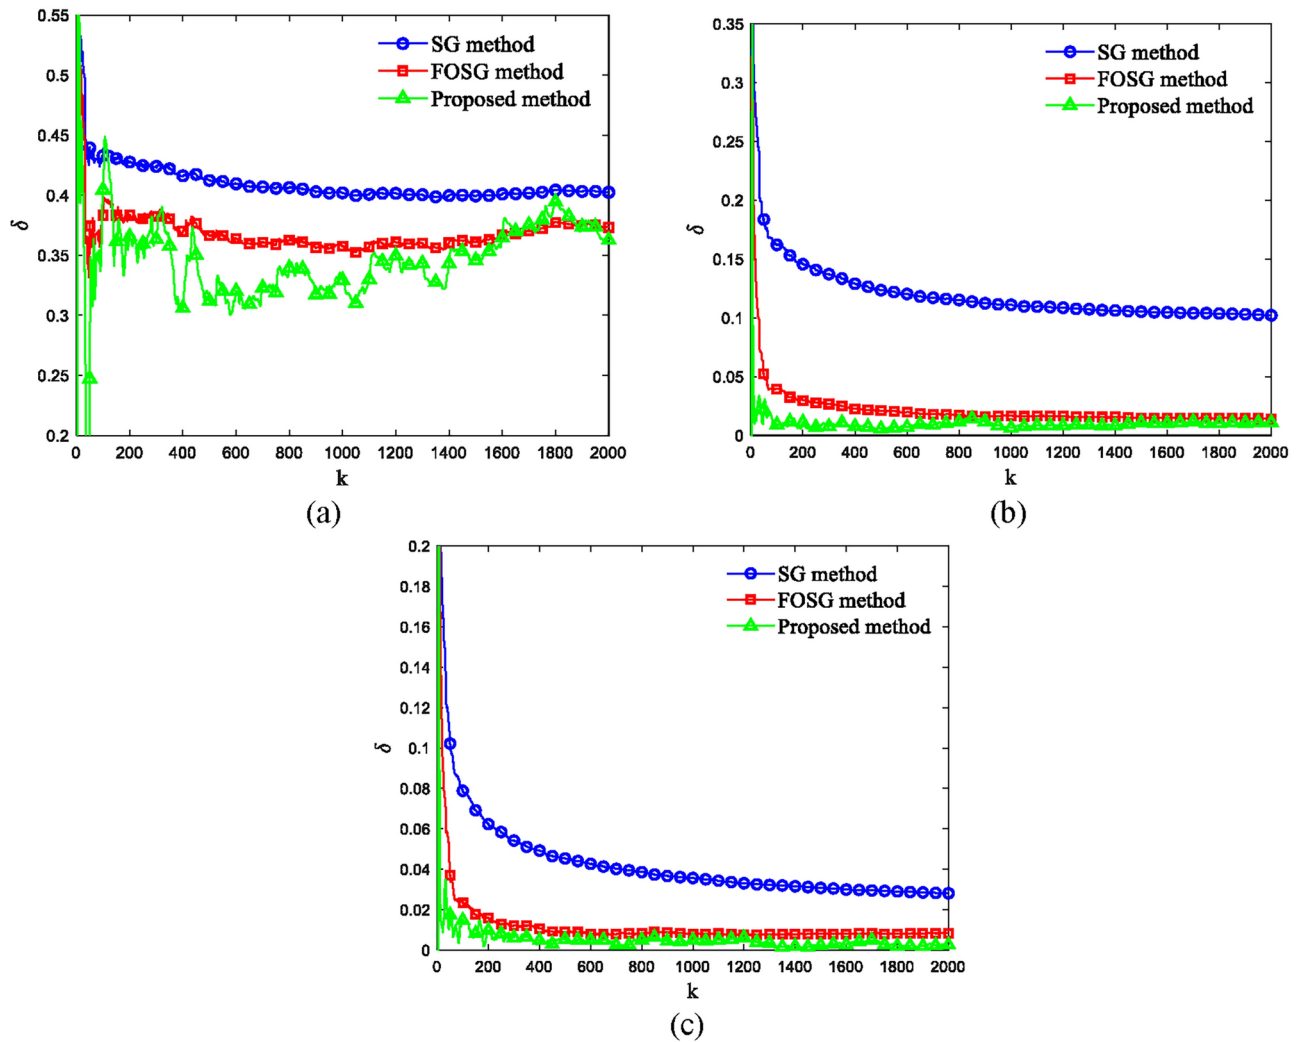 0.55
0.5
0.45
0.4
0.35
0.3
0.25
0.2
δ
SG method
FOSG method
Proposed method
0 200 400 600 800 1000 1200 1400 1600 1800 2000
k
(a)
0.35
0.3
0.25
0.2
0.15
0.1
0.05
0
δ
SG method
FOSG method
Proposed method
0 200 400 600 800 1000 1200 1400 1600 1800 2000
k
(b)
0.2
0.18
0.16
0.14
0.12
0.1
0.08
0.06
0.04
0.02
0
δ
SG method
FOSG method
Proposed method
0 200 400 600 800 1000 1200 1400 1600 1800 2000
k
(c)